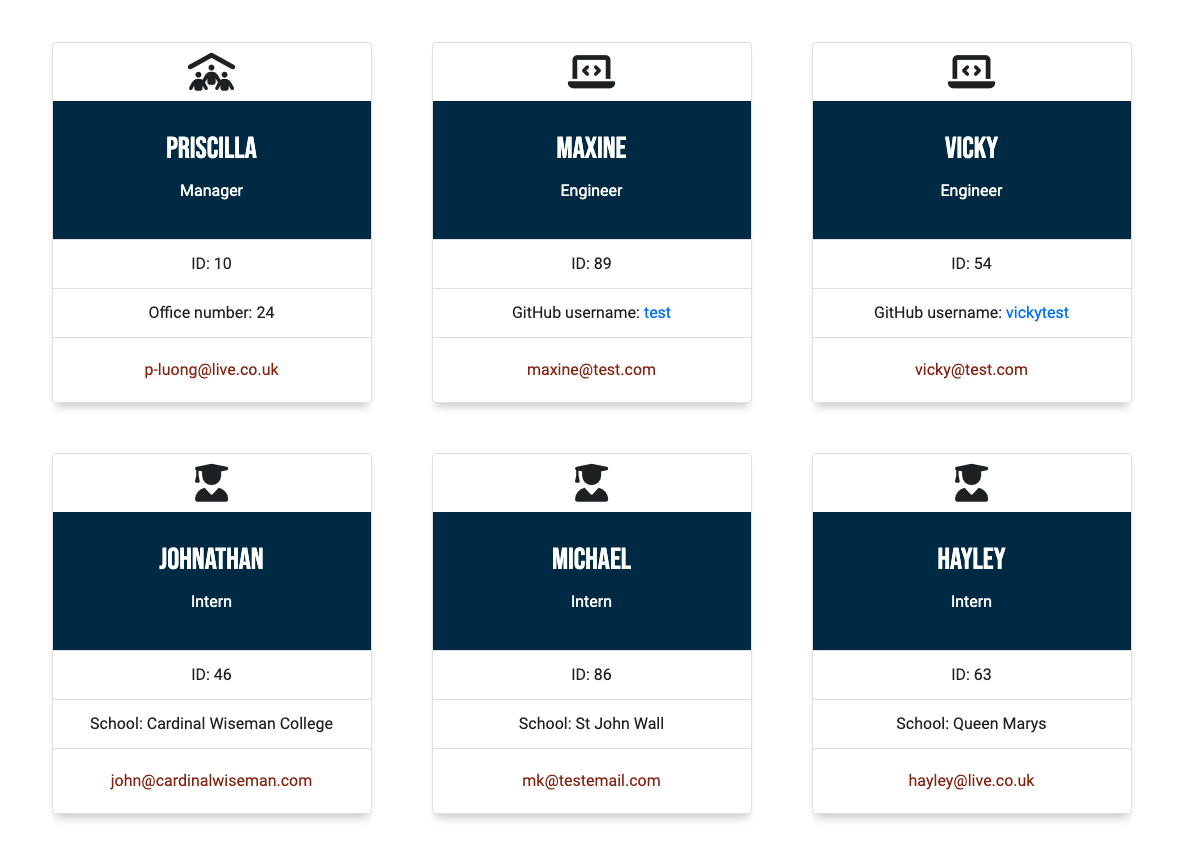 PRISCILLA
Manager
ID: 10
Office number: 24
p-luong@live.co.uk
MAXINE
Engineer
ID: 89
GitHub username: test
maxine@test.com
VICKY
Engineer
ID: 54
GitHub username: vickytest
vicky@test.com
JOHNATHAN
Intern
ID: 46
School: Cardinal Wiseman College
john@cardinalwiseman.com
MICHAEL
Intern
ID: 86
School: St John Wall
mk@testemail.com
HAYLEY
Intern
ID: 63
School: Queen Marys
hayley@live.co.uk